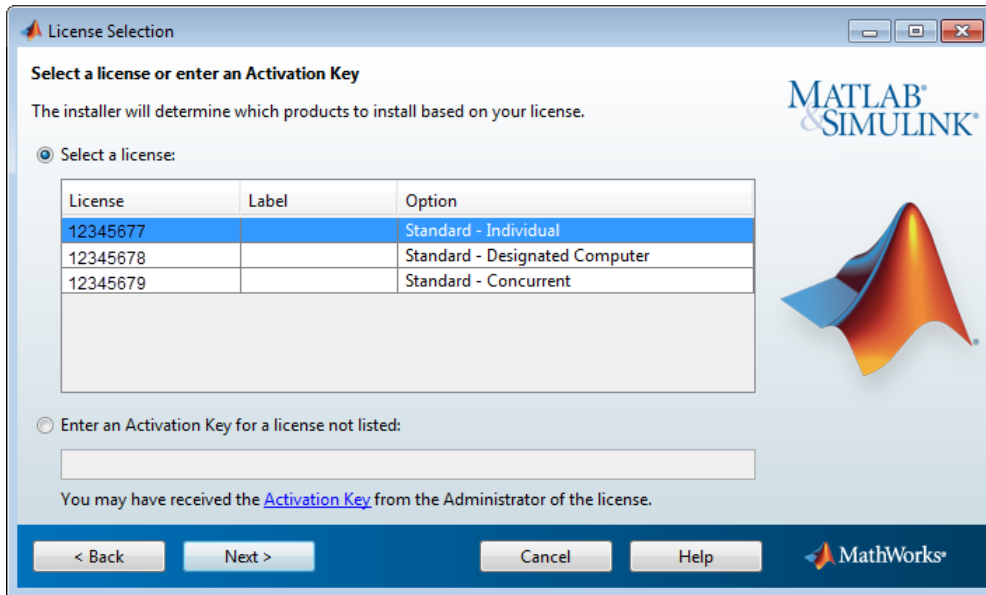 License Selection
Select a license or enter an Activation Key
The installer will determine which products to install based on your license.
MATLAB®
&SIMULINK®
Select a license:
License Label Option
12345677 Standard - Individual
12345678 Standard - Designated Computer
12345679 Standard - Concurrent
Enter an Activation Key for a license not listed:
You may have received the Activation Key from the Administrator of the license.
< Back Next > Cancel Help MathWorks®